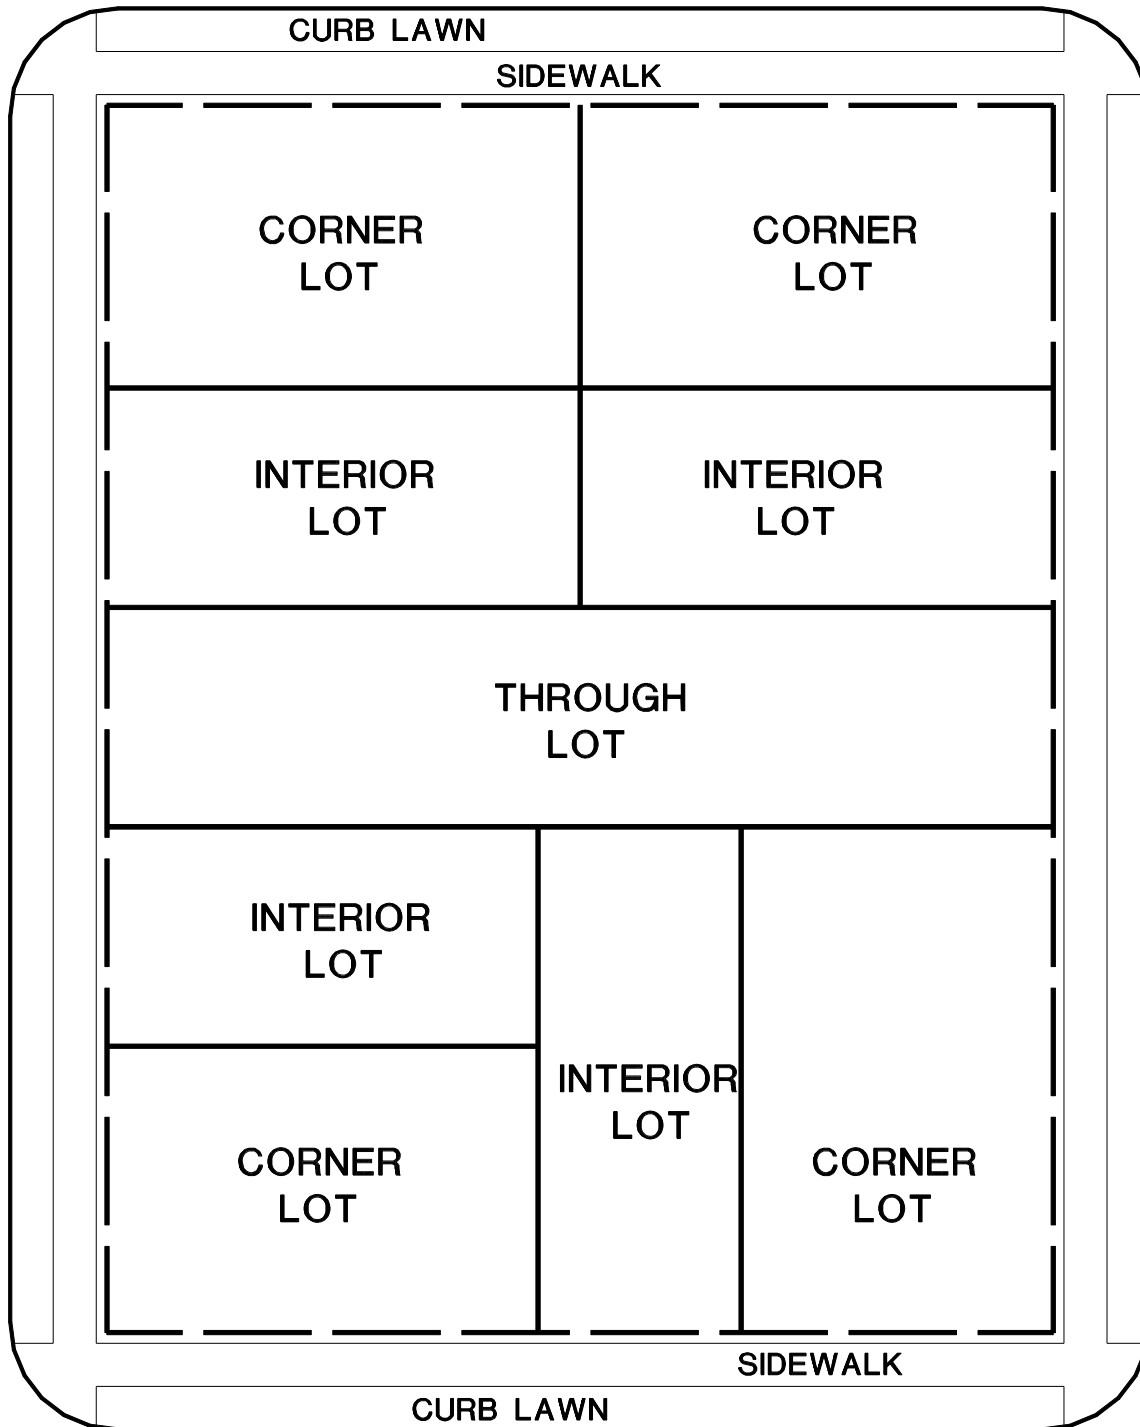 CURB LAWN
SIDEWALK
CORNER
LOT
CORNER
LOT
INTERIOR
LOT
INTERIOR
LOT
THROUGH
LOT
INTERIOR
LOT
INTERIOR
LOT
CORNER
LOT
CORNER
LOT
SIDEWALK
CURB LAWN